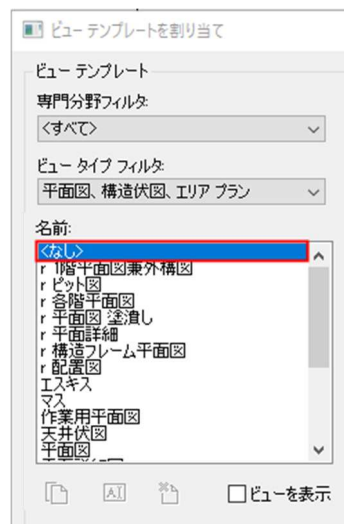 ビュー テンプレートを割り当て
ビュー テンプレート
専門分野フィルタ:
<すべて>
ビュー タイプ フィルタ:
平面図、構造伏図、エリア プラン
名前:
<なし>
r 1階平面図兼外構図
r ピット図
r 各階平面図
r 平面図 塗潰し
r 平面詳細
r 構造フレーム平面図
r 配置図
エスキス
マス
作業用平面図
天井伏図
平面図
AI
ビューを表示